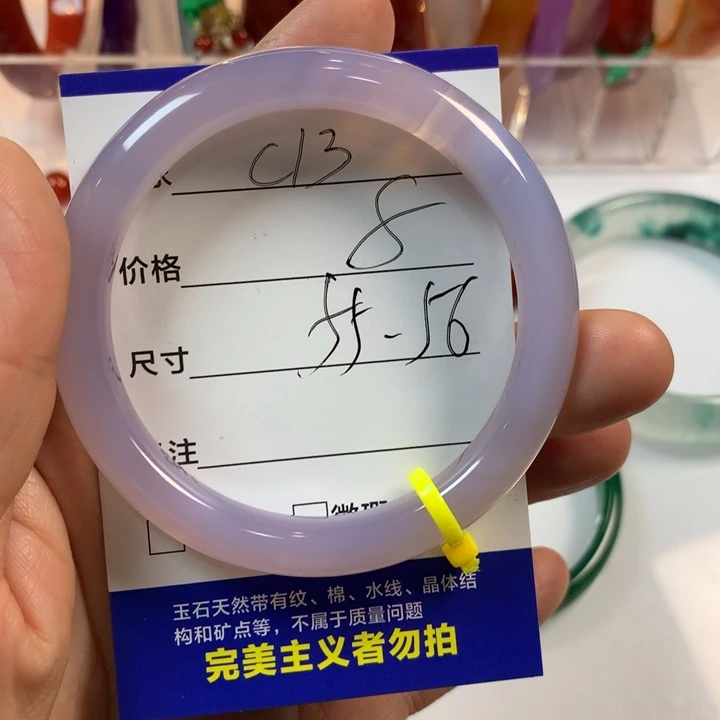 C13
价格 8
尺寸 55-56
注
微瑕
玉石天然带有纹、棉、水线、晶体结
构和矿点等，不属于质量问题
完美主义者勿拍